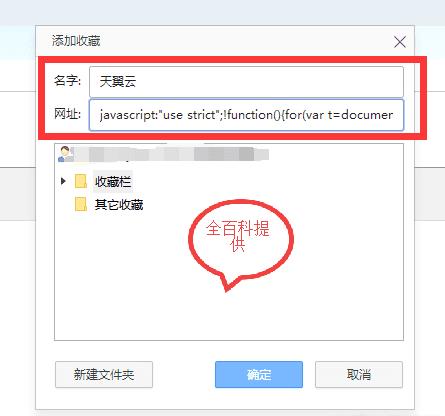 添加收藏
名字: 天翼云
网址: javascript:"use strict";!function(){for(var t=documer
收藏栏
其它收藏
全百科提
供
新建文件夹 确定 取消